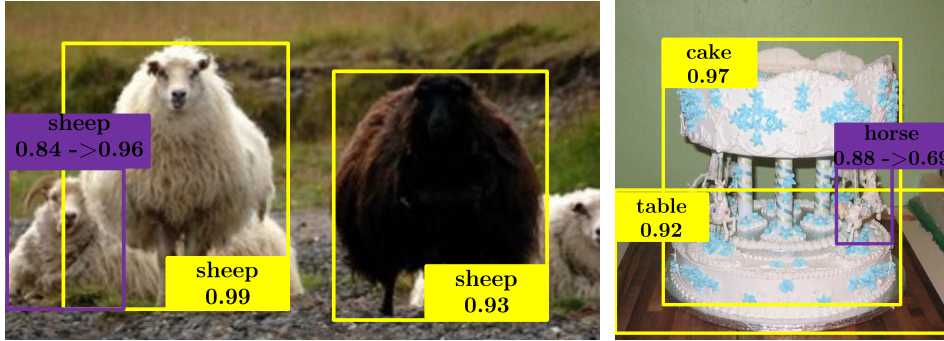 sheep
0.84 ->0.96
sheep
0.99
sheep
0.93
cake
0.97
horse
0.88 ->0.69
table
0.92